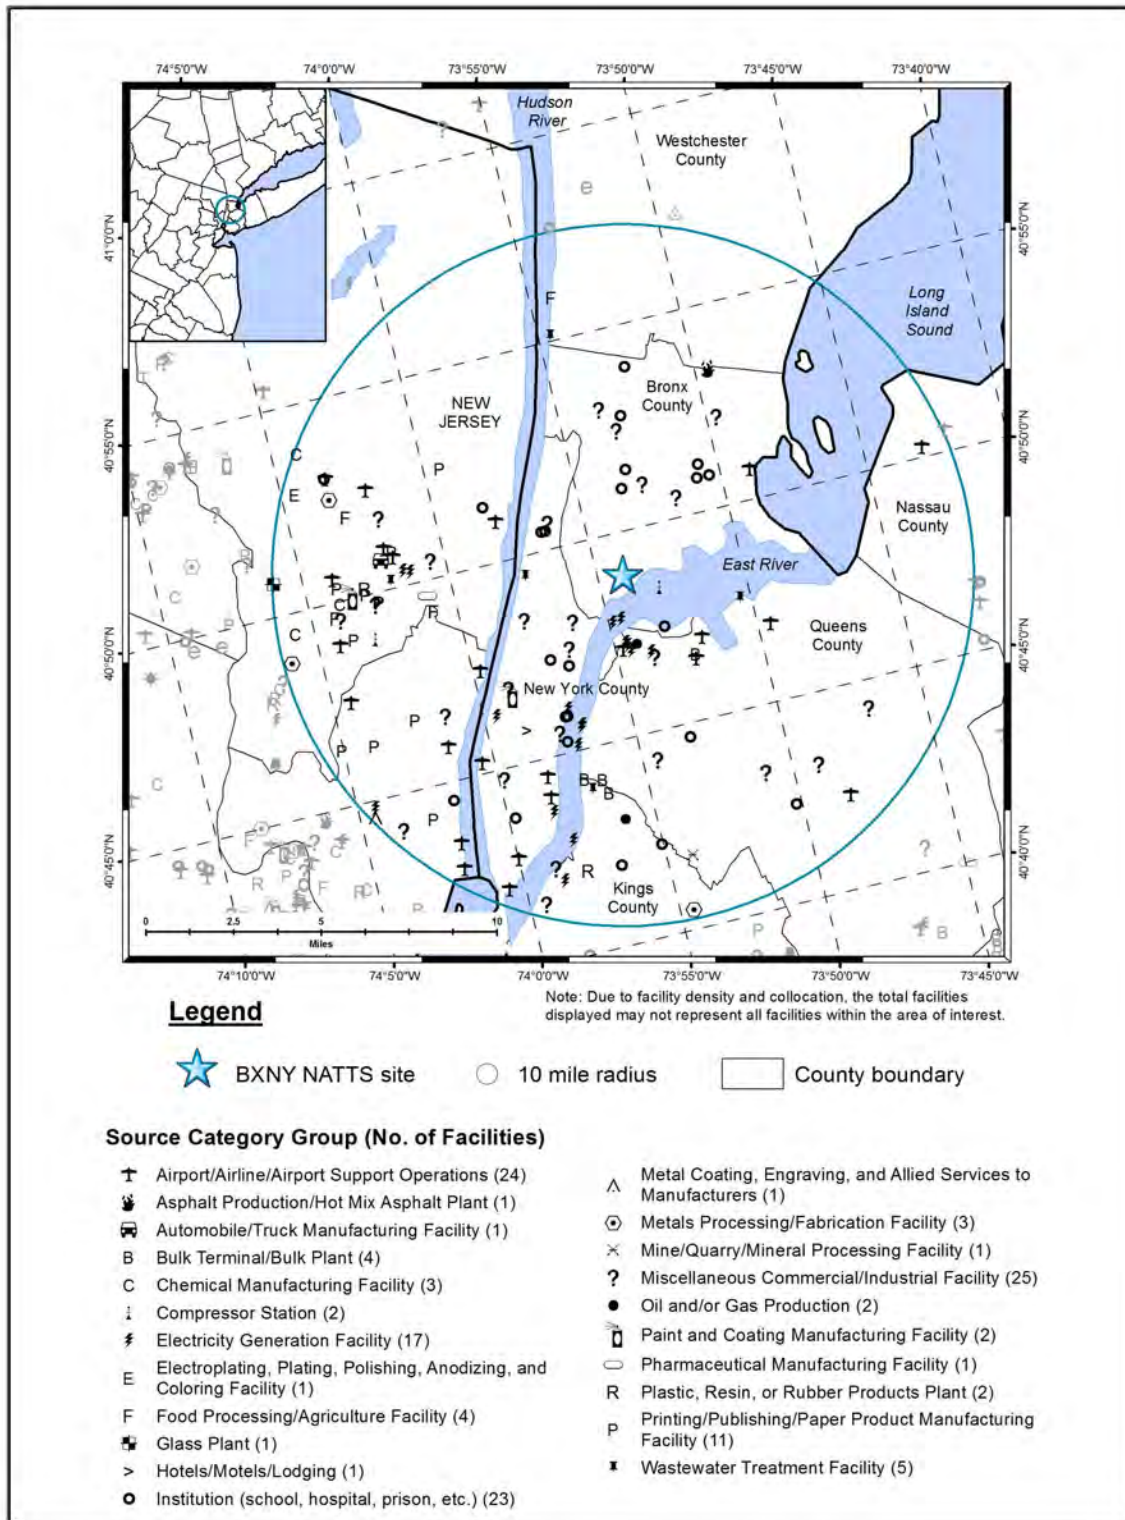 74°5'0"W
74°0'0"W
73°55'0"W
73°50'0"W
73°45'0"W
73°40'0"W
Hudson
River
Westchester
County
41°0'0"N
40°55'0"N
Long
Island
Sound
NEW
JERSEY
Bronx
County
40°55'0"N
40°50'0"N
Nassau
County
East River
Queens
County
40°50'0"N
40°45'0"N
New York County
40°45'0"N
40°40'0"N
Kings
County
0
2.5
5
10
Miles
74°10'0"W
74°5'0"W
74°0'0"W
73°55'0"W
73°50'0"W
73°45'0"W
Legend
Note: Due to facility density and collocation, the total facilities
displayed may not represent all facilities within the area of interest.
BXNY NATTS site
10 mile radius
County boundary
Source Category Group (No. of Facilities)
Airport/Airline/Airport Support Operations (24)
Asphalt Production/Hot Mix Asphalt Plant (1)
Automobile/Truck Manufacturing Facility (1)
B Bulk Terminal/Bulk Plant (4)
C Chemical Manufacturing Facility (3)
Compressor Station (2)
Electricity Generation Facility (17)
E Electroplating, Plating, Polishing, Anodizing, and
Coloring Facility (1)
F Food Processing/Agriculture Facility (4)
Glass Plant (1)
> Hotels/Motels/Lodging (1)
Institution (school, hospital, prison, etc.) (23)
Metal Coating, Engraving, and Allied Services to
Manufacturers (1)
Metals Processing/Fabrication Facility (3)
Mine/Quarry/Mineral Processing Facility (1)
? Miscellaneous Commercial/Industrial Facility (25)
Oil and/or Gas Production (2)
Paint and Coating Manufacturing Facility (2)
Pharmaceutical Manufacturing Facility (1)
R Plastic, Resin, or Rubber Products Plant (2)
P Printing/Publishing/Paper Product Manufacturing
Facility (11)
Wastewater Treatment Facility (5)